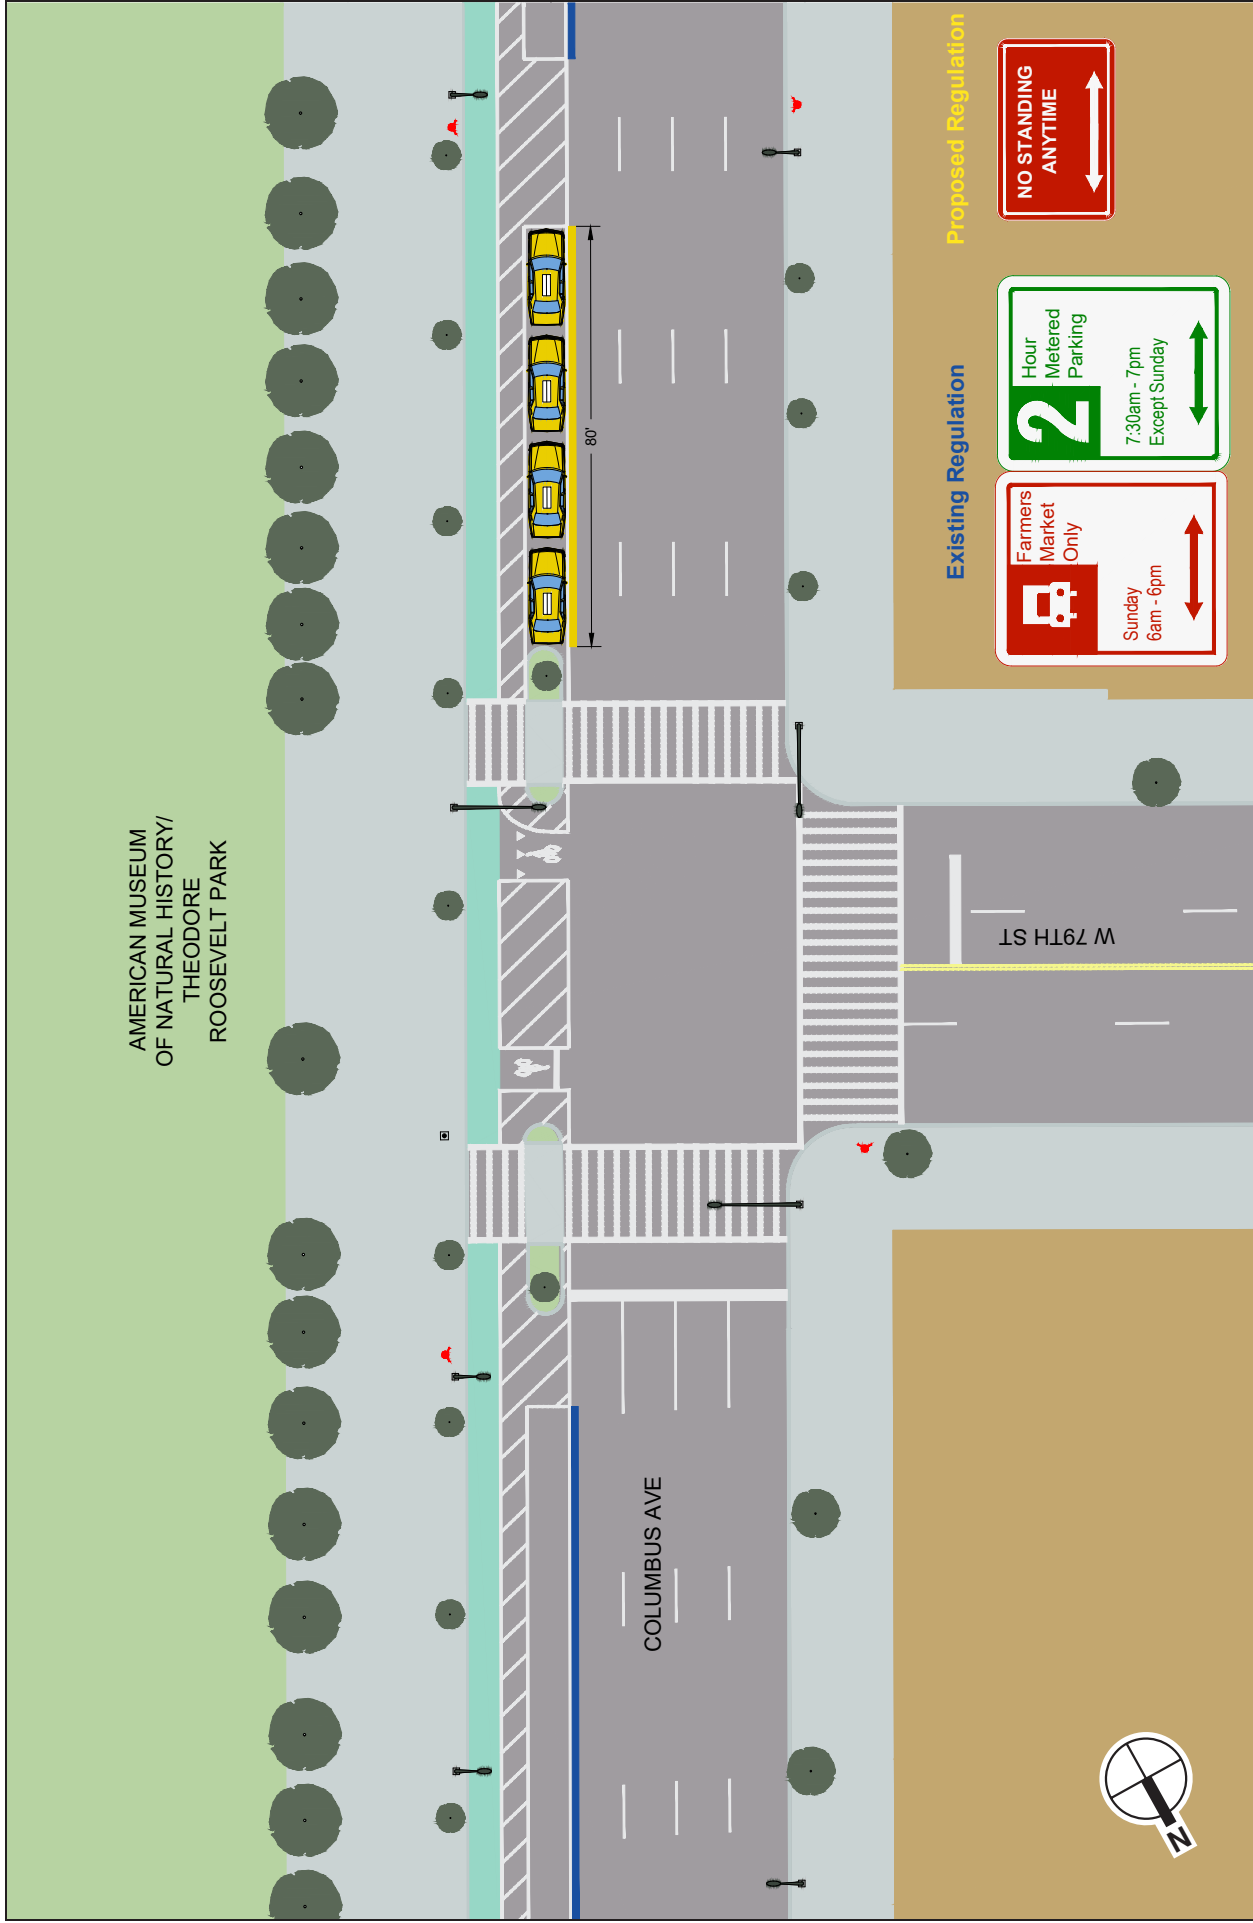 AMERICAN MUSEUM
OF NATURAL HISTORY/
THEODORE
ROOSEVELT PARK
80'
COLUMBUS AVE
W 79TH ST
Existing Regulation
Farmers
Market
Only
Sunday
6am - 6pm
2
Hour
Metered
Parking
7:30am - 7pm
Except Sunday
Proposed Regulation
NO STANDING
ANYTIME
N